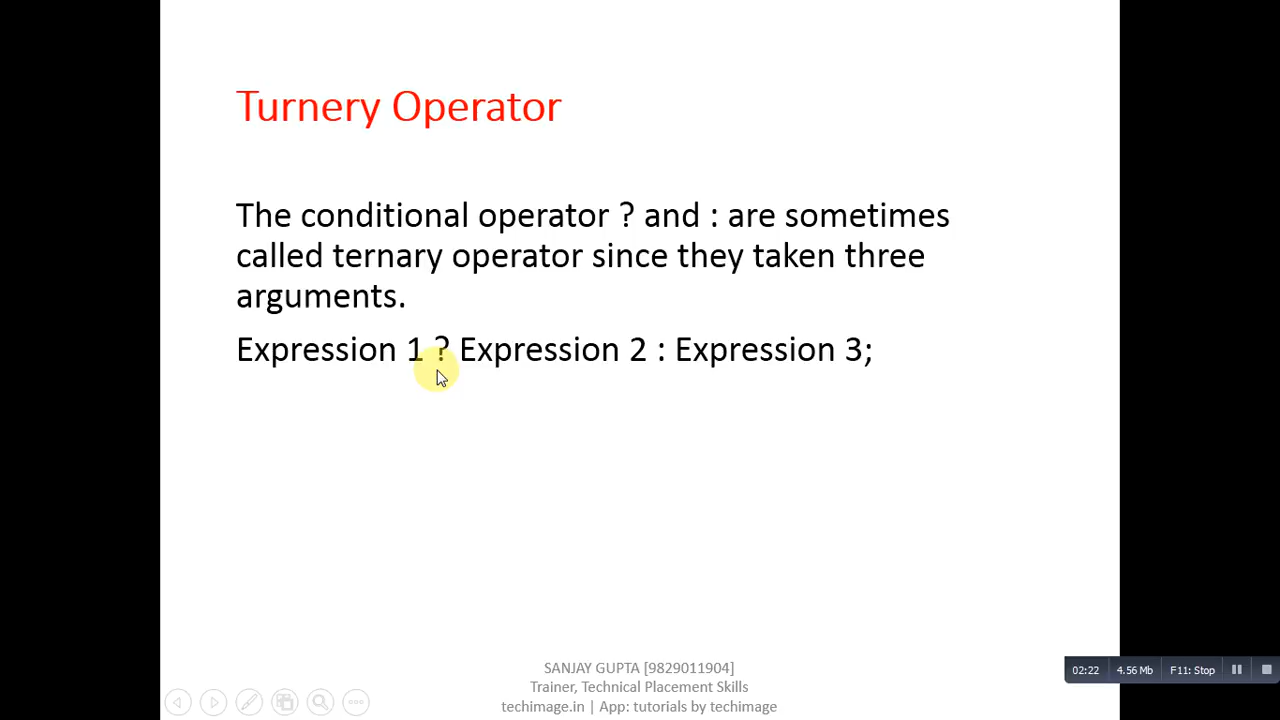 Turnery Operator
The conditional operator ? and : are sometimes
called ternary operator since they taken three
arguments.
Expression 1 ? Expression 2 : Expression 3;
SANJAY GUPTA [9829011904]
Trainer, Technical Placement Skills
techimage.in | App: tutorials by techimage
02:22 4.56 Mb F11: Stop